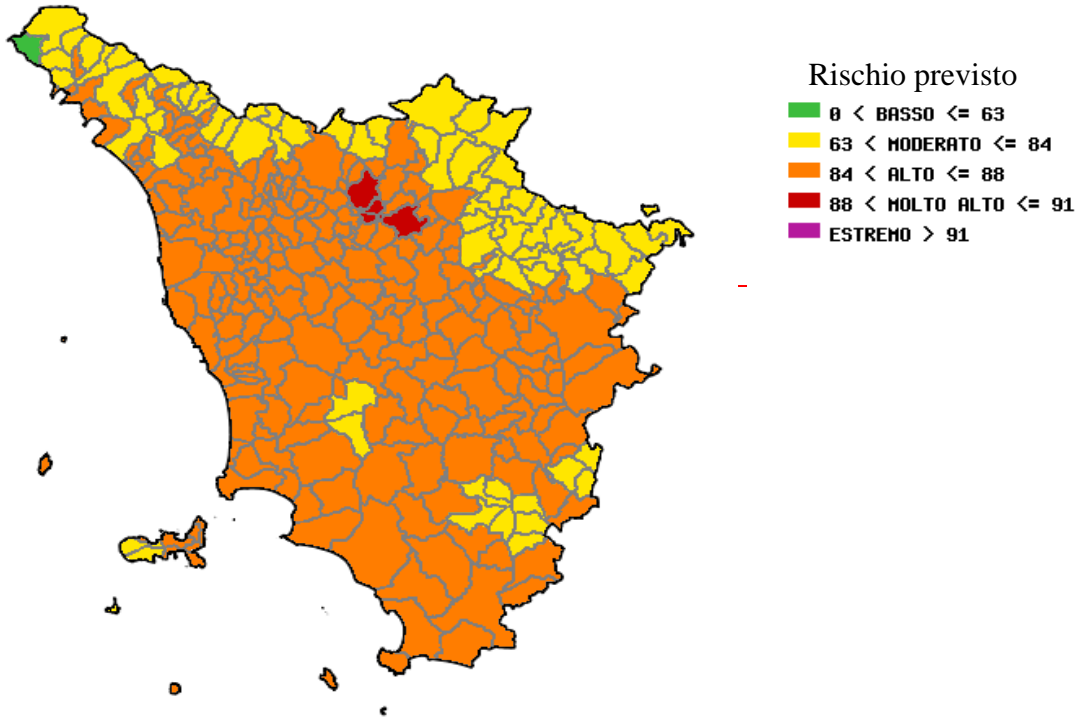 Rischio previsto
0 < BASSO <= 63
63 < MODERATO <= 84
84 < ALTO <= 88
88 < MOLTO ALTO <= 91
ESTREMO > 91